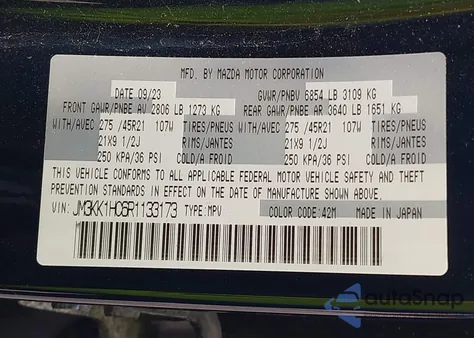 MFD. BY MAZDA MOTOR CORPORATION
DATE 09/23 GVWR/PNBV 6854 LB 3109 KG
FRONT GAWR/PNBE AV 2806 LB 1273 KG REAR GAWR/PNBE AR 3640 LB 1651 KG
WITH/AVEC 275 /45R21 107W TIRES/PNEUS WITH/AVEC 275 /45R21 107W TIRES/PNEUS
21X9 1/2J RIMS/JANTES 21X9 1/2J RIMS/JANTES
250 KPA/36 PSI COLD/A FROID 250 KPA/36 PSI COLD/A FROID
THIS VEHICLE CONFORMS TO ALL APPLICABLE FEDERAL MOTOR VEHICLE SAFETY AND THEFT
PREVENTION STANDARDS IN EFFECT ON THE DATE OF MANUFACTURE SHOWN ABOVE.
VIN: JM3KK1HC6R1133173 TYPE:MPV COLOR CODE:42M MADE IN JAPAN
autoSnap